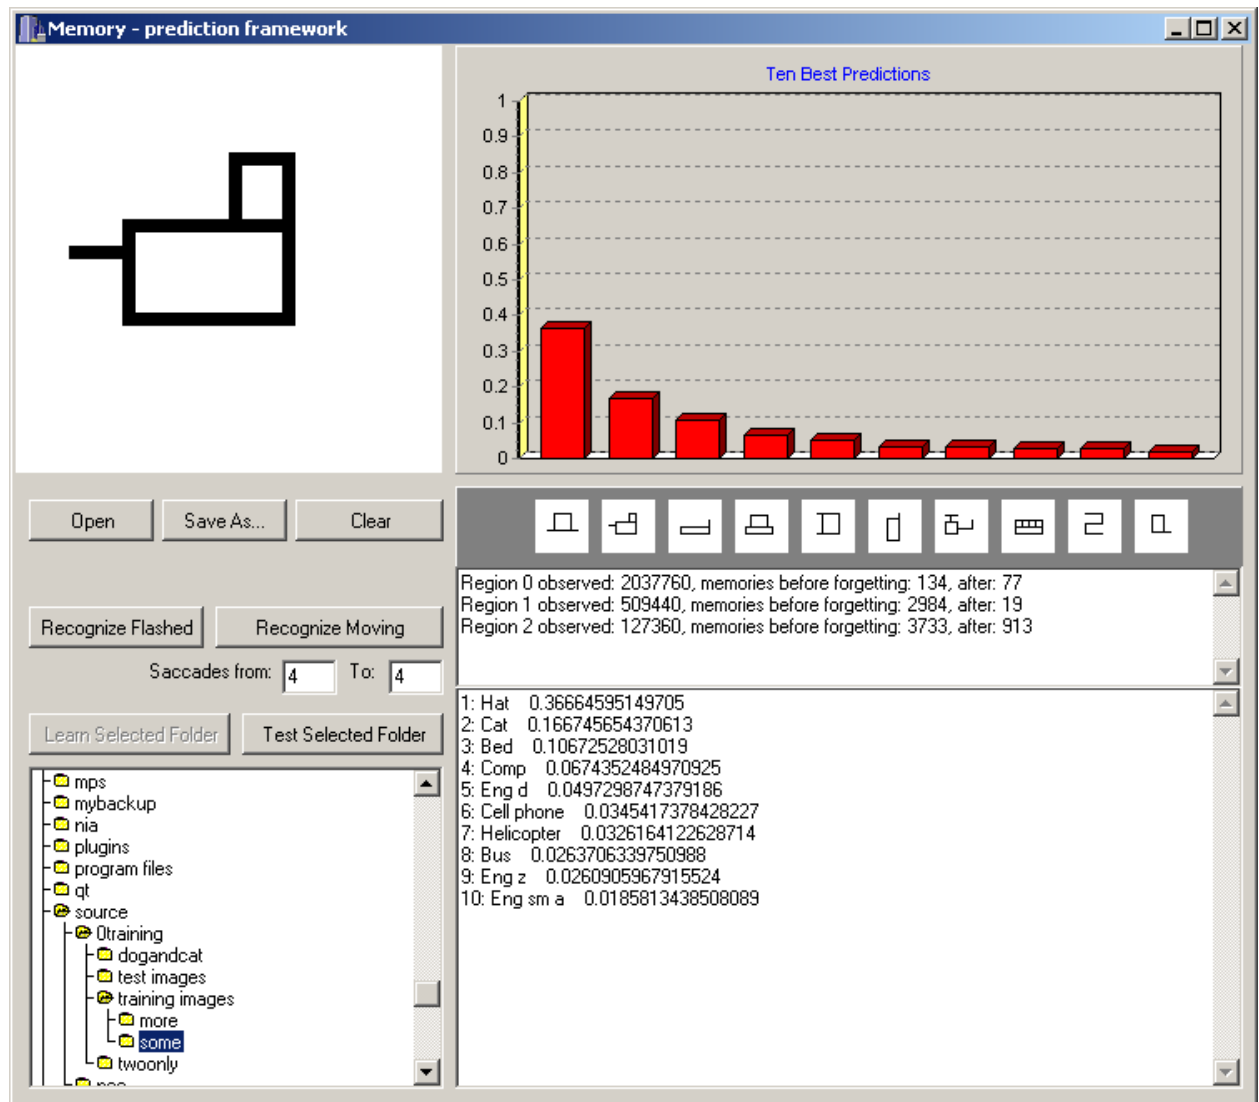 Memory - prediction framework
Ten Best Predictions
1
0.9
0.8
0.7
0.6
0.5
0.4
0.3
0.2
0.1
0
Open
Save As...
Clear
Recognize Flashed
Recognize Moving
Saccades from: 4 To: 4
Learn Selected Folder
Test Selected Folder
mps
mybackup
nia
plugins
program files
qt
source
0training
dogandcat
test images
training images
more
some
twoonly
Region 0 observed: 2037760, memories before forgetting: 134, after: 77
Region 1 observed: 509440, memories before forgetting: 2984, after: 19
Region 2 observed: 127360, memories before forgetting: 3733, after: 913
1: Hat 0.36664595149705
2: Cat 0.166745654370613
3: Bed 0.10672528031019
4: Comp 0.0674352484970925
5: Eng d 0.0497298747379186
6: Cell phone 0.0345417378428227
7: Helicopter 0.0326164122628714
8: Bus 0.0263706339750988
9: Eng z 0.0260905967915524
10: Eng sm a 0.0185813438508089